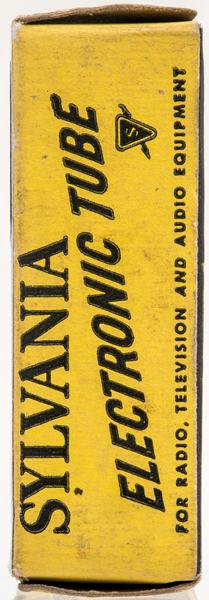 SYLVANIA
ELECTRONIC TUBE
S
FOR RADIO, TELEVISION AND AUDIO EQUIPMENT